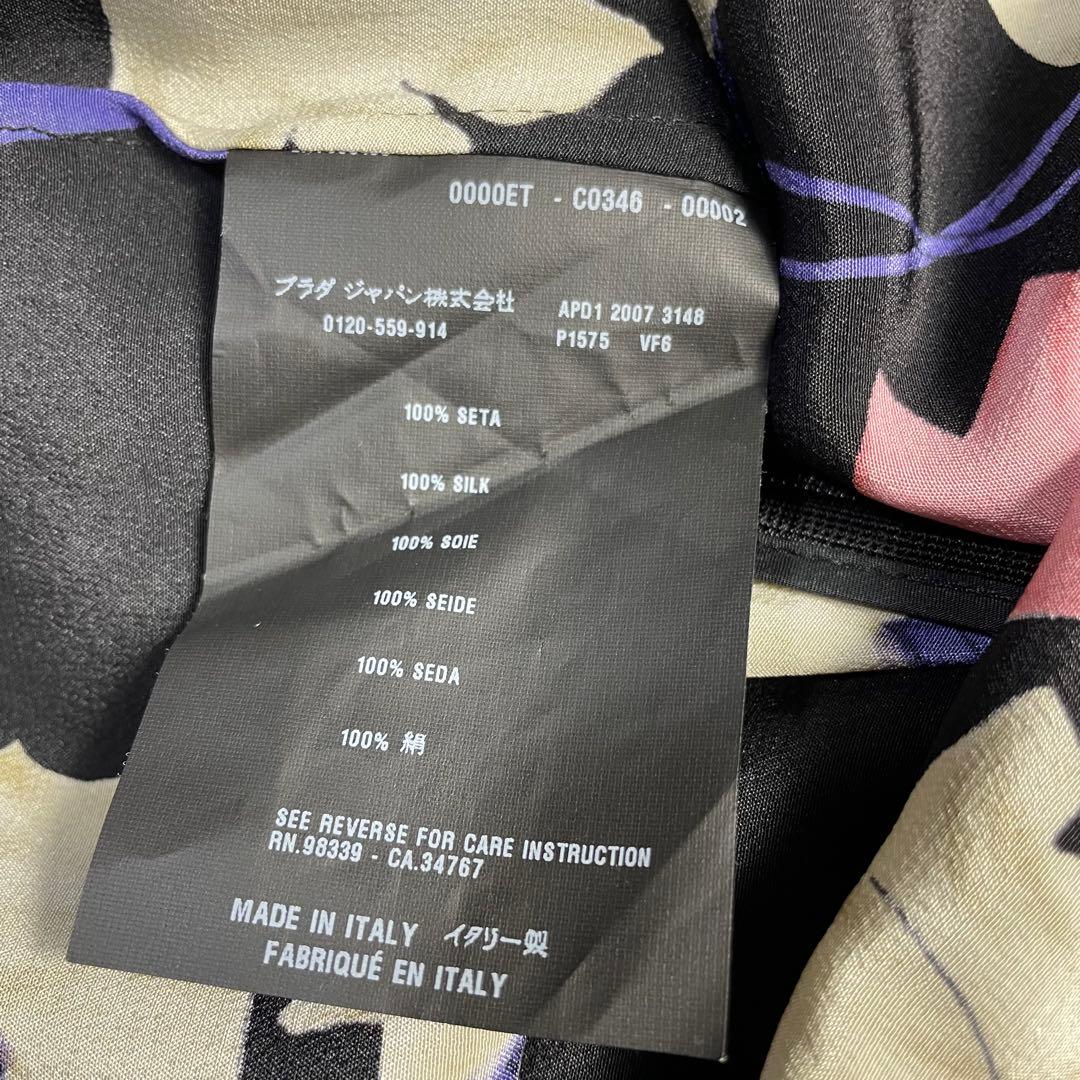 0000ET - C0346 - 00002
プラダ ジャパン株式会社
0120-559-914
APD1 2007 3148
P1575 VF6
100% SETA
100% SILK
100% SOIE
100% SEIDE
100% SEDA
100% 絹
SEE REVERSE FOR CARE INSTRUCTION
RN.98339 - CA.34767
MADE IN ITALY イタリー製
FABRIQUÉ EN ITALY